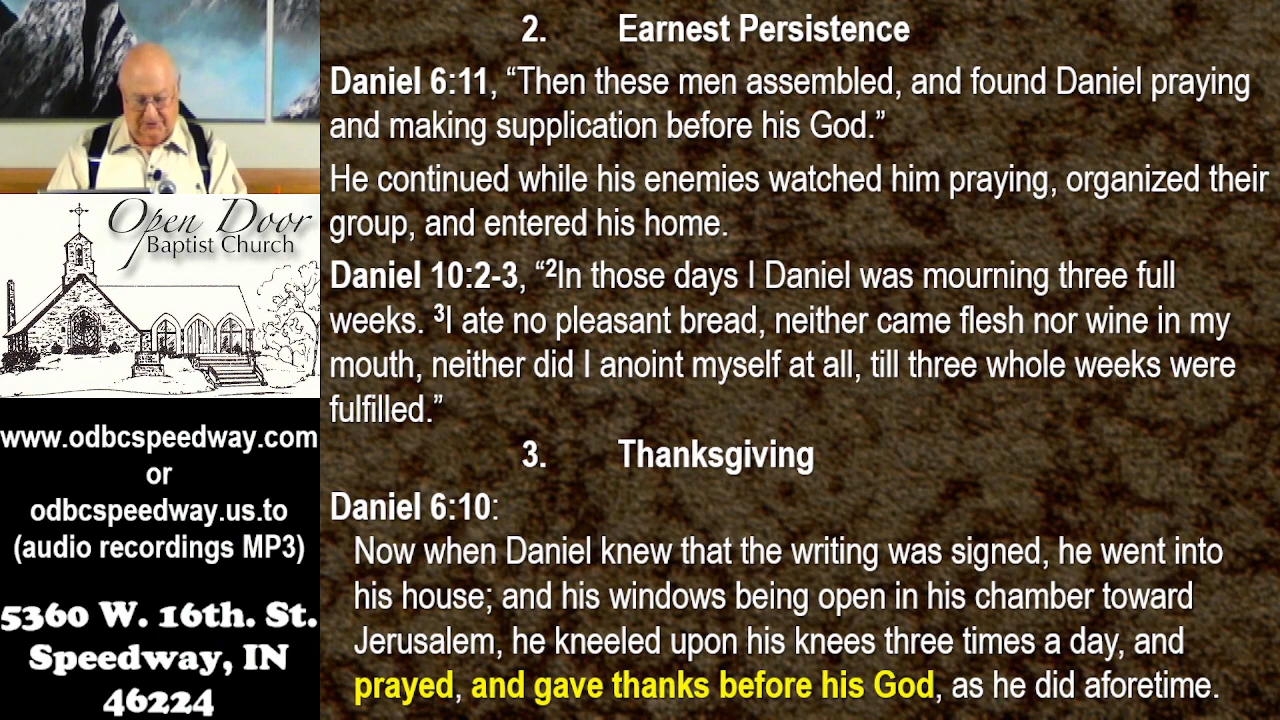 Open Door
Baptist Church
www.odbcspeedway.com
or
odbcspeedway.us.to
(audio recordings MP3)
5360 W. 16th. St.
Speedway, IN
46224
2. Earnest Persistence
Daniel 6:11, “Then these men assembled, and found Daniel praying
and making supplication before his God.”
He continued while his enemies watched him praying, organized their
group, and entered his home.
Daniel 10:2-3, “²In those days I Daniel was mourning three full
weeks. ³I ate no pleasant bread, neither came flesh nor wine in my
mouth, neither did I anoint myself at all, till three whole weeks were
fulfilled.”
3. Thanksgiving
Daniel 6:10:
Now when Daniel knew that the writing was signed, he went into
his house; and his windows being open in his chamber toward
Jerusalem, he kneeled upon his knees three times a day, and
prayed, and gave thanks before his God, as he did aforetime.